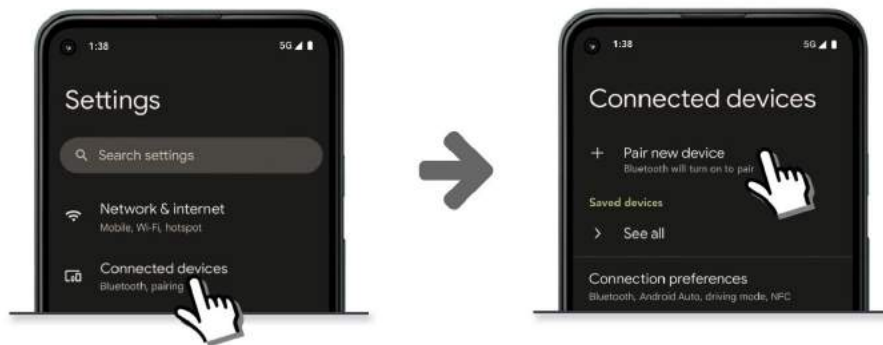 1:38 5G
Settings
Search settings
Network & internet
Mobile, Wi-Fi, hotspot
Connected devices
Bluetooth, pairing
1:38 5G
Connected devices
Pair new device
Bluetooth will turn on to pair
Saved devices
See all
Connection preferences
Bluetooth, Android Auto, driving mode, NFC